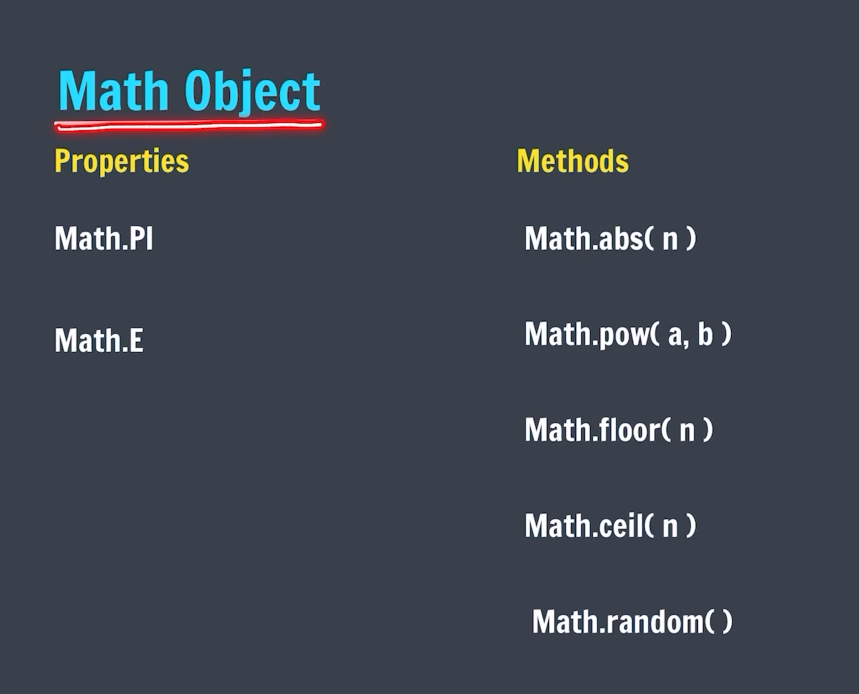 Math Object
Properties
Math.PI
Math.E
Methods
Math.abs( n )
Math.pow( a, b )
Math.floor( n )
Math.ceil( n )
Math.random( )